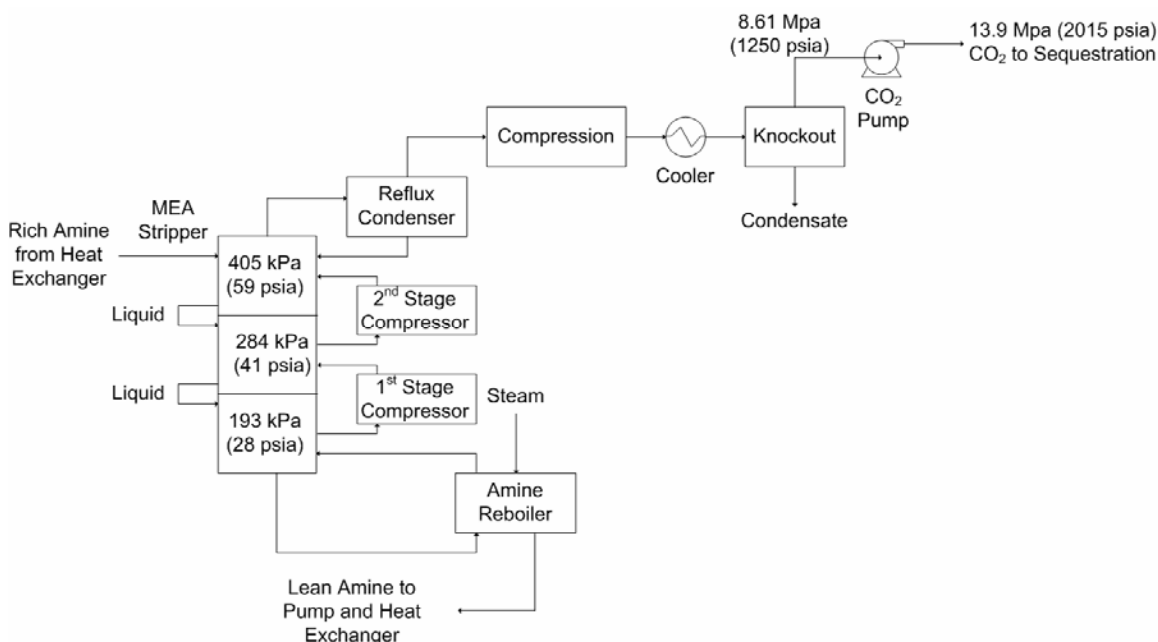 8.61 Mpa
(1250 psia)
13.9 Mpa (2015 psia)
CO₂ to Sequestration
CO₂
Pump
Compression
Knockout
Cooler
Condensate
Reflux
Condenser
MEA
Stripper
Rich Amine
from Heat
Exchanger
405 kPa
(59 psia)
Liquid
2nd Stage
Compressor
284 kPa
(41 psia)
Liquid
1st Stage
Compressor
193 kPa
(28 psia)
Steam
Amine
Reboiler
Lean Amine to
Pump and Heat
Exchanger